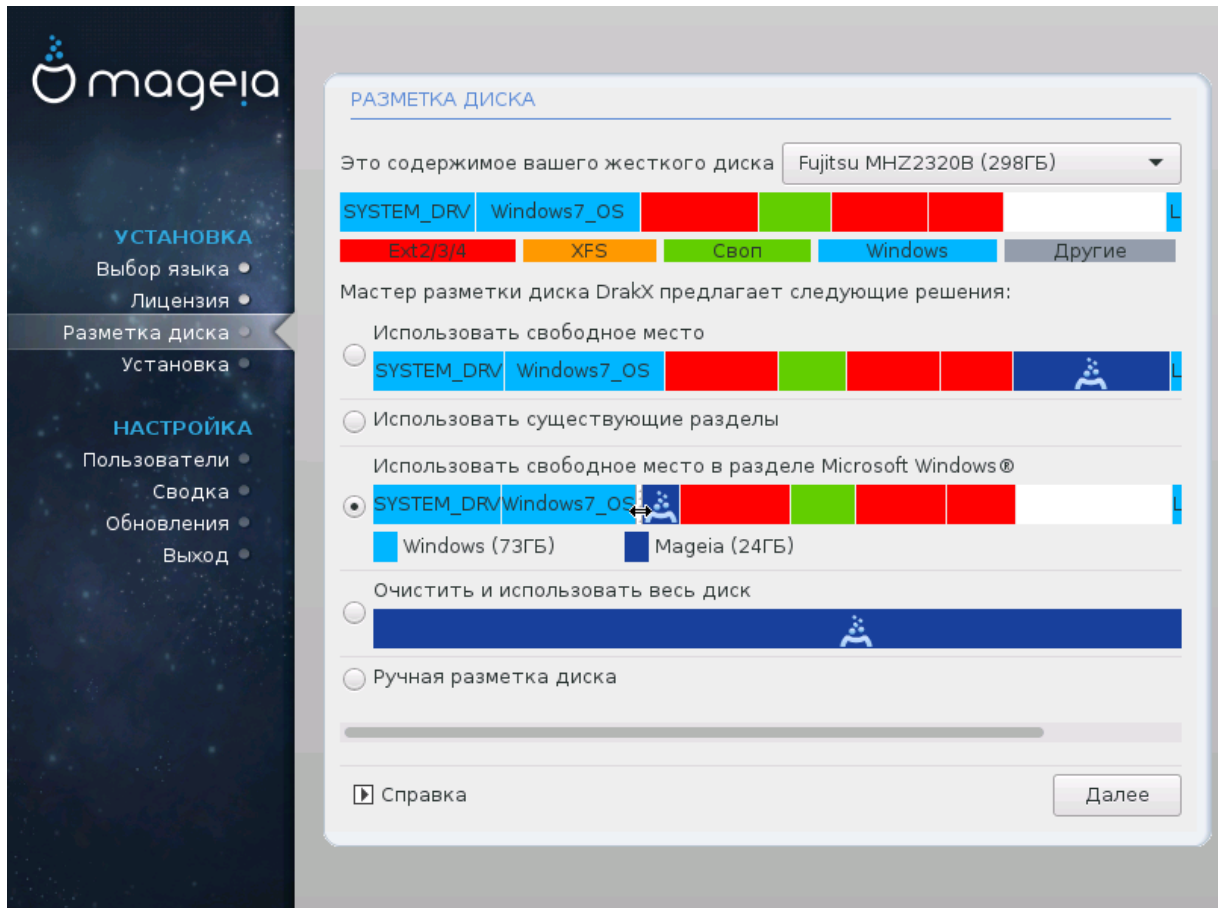 mageia
УСТАНОВКА
Выбор языка
Лицензия
Разметка диска
Установка
НАСТРОЙКА
Пользователи
Сводка
Обновления
Выход
РАЗМЕТКА ДИСКА
Это содержимое вашего жесткого диска Fujitsu MHZ2320B (298ГБ)
SYSTEM_DRV Windows7_OS L
Ext2/3/4 XFS Своп Windows Другие
Мастер разметки диска DrakX предлагает следующие решения:
Использовать свободное место
SYSTEM_DRV Windows7_OS L
Использовать существующие разделы
Использовать свободное место в разделе Microsoft Windows®
SYSTEM_DRV Windows7_OS L
Windows (73ГБ) Mageia (24ГБ)
Очистить и использовать весь диск
Ручная разметка диска
Справка
Далее